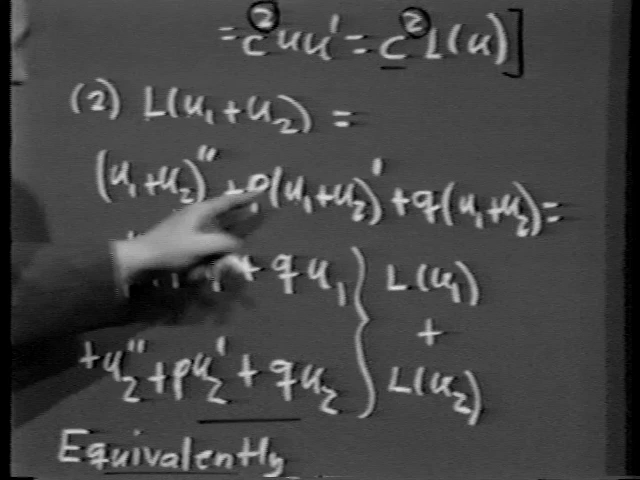 = c²uu' = c²L(u)]
(2) L(u₁+u₂) =
(u₁+u₂)" + p(u₁+u₂)' + q(u₁+u₂) =
+ qu₁ } L(u₁)
+
+u₂" + pu₂' + qu₂ } L(u₂)
Equivalently